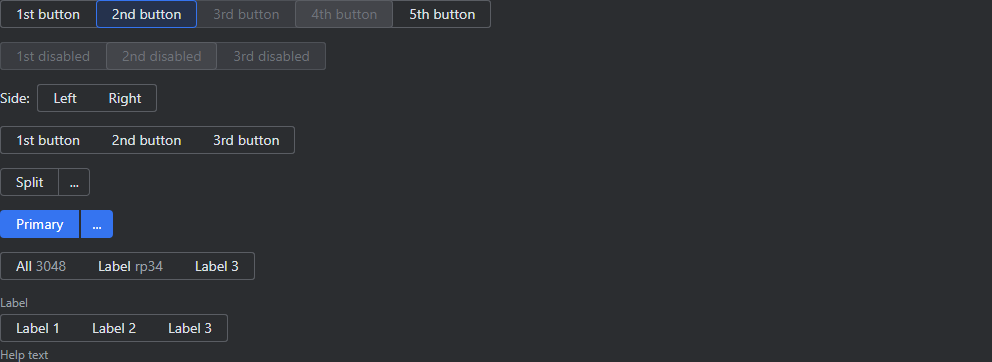 1st button 2nd button 3rd button 4th button 5th button
1st disabled 2nd disabled 3rd disabled
Side: Left Right
1st button 2nd button 3rd button
Split ...
Primary ...
All 3048 Label rp34 Label 3
Label
Label 1 Label 2 Label 3
Help text